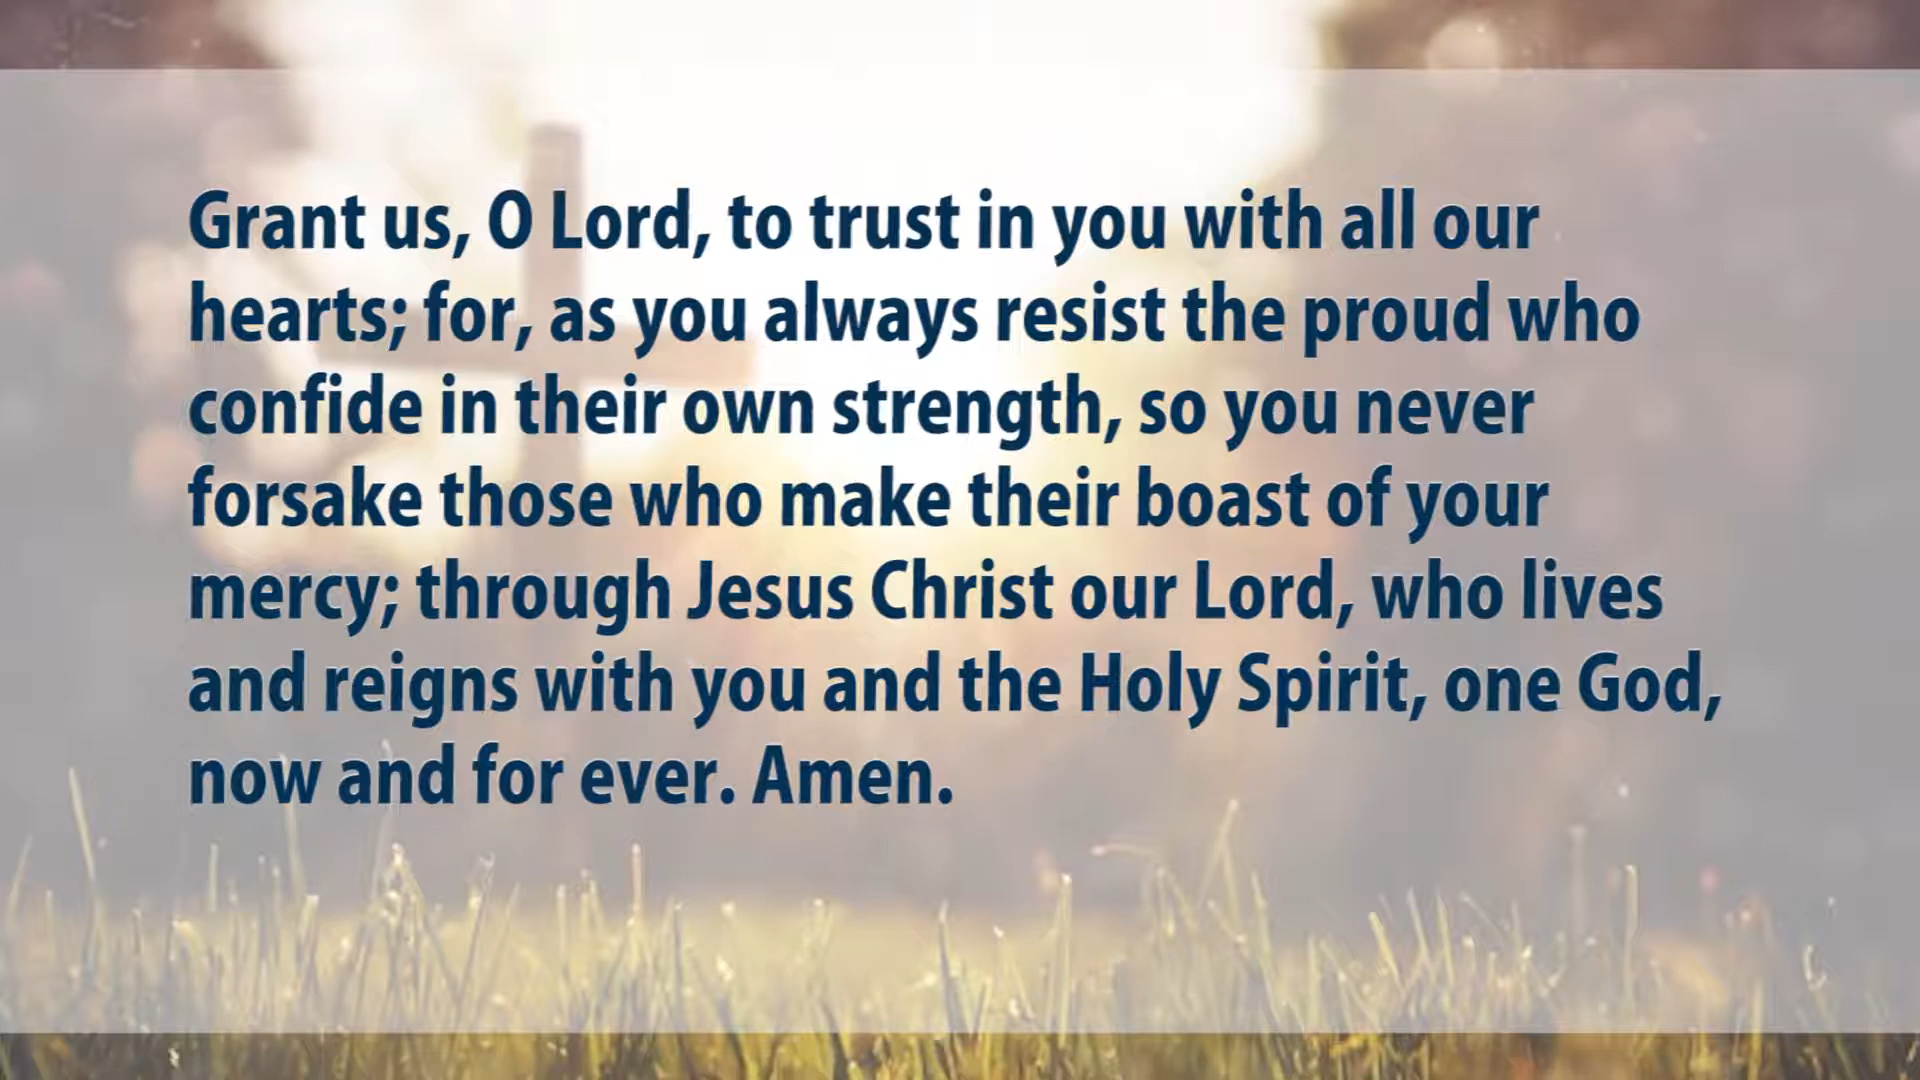 Grant us, O Lord, to trust in you with all our
hearts; for, as you always resist the proud who
confide in their own strength, so you never
forsake those who make their boast of your
mercy; through Jesus Christ our Lord, who lives
and reigns with you and the Holy Spirit, one God,
now and for ever. Amen.